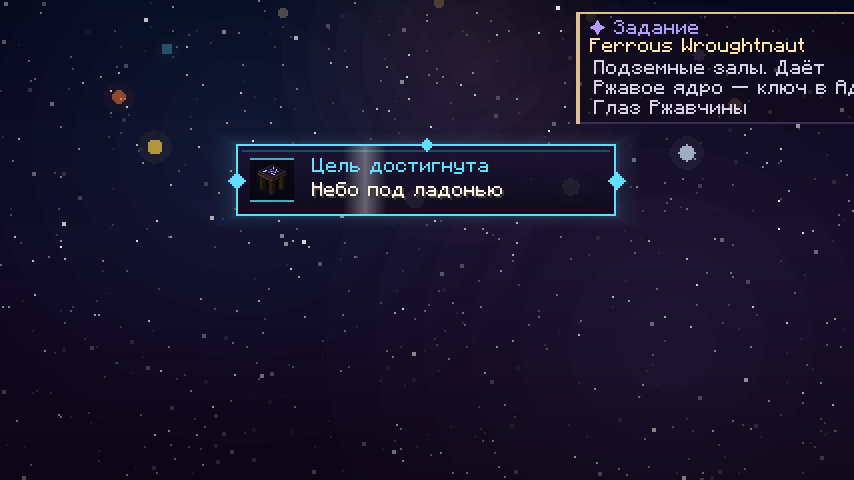 Задание
Ferrous Wroughtnaut
Подземные залы. Даёт
Ржавое ядро — ключ в
Глаз Ржавчины
Цель достигнута
Небо под ладонью